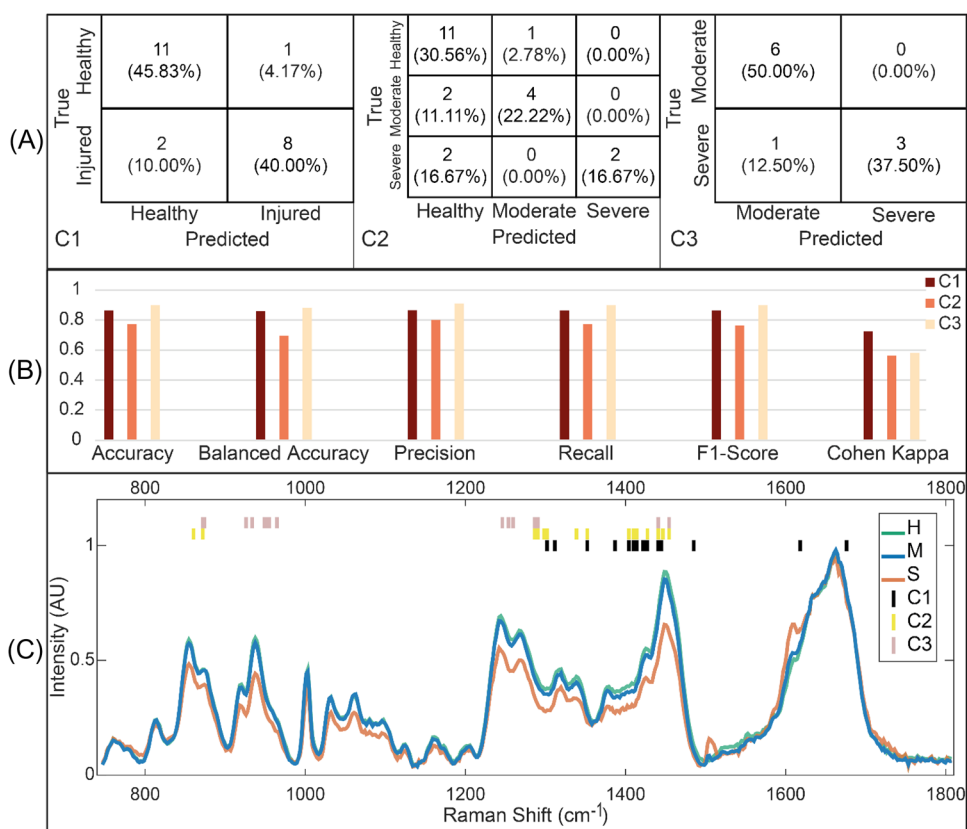 (A)
True
Healthy
11
(45.83%)
1
(4.17%)
Injured
2
(10.00%)
8
(40.00%)
Healthy
Injured
Predicted
C1
True
Healthy
11
(30.56%)
1
(2.78%)
0
(0.00%)
Moderate
2
(11.11%)
4
(22.22%)
0
(0.00%)
Severe
2
(16.67%)
0
(0.00%)
2
(16.67%)
Healthy
Moderate
Severe
Predicted
C2
True
Moderate
6
(50.00%)
0
(0.00%)
Severe
1
(12.50%)
3
(37.50%)
Moderate
Severe
Predicted
C3
(B)
1
0.8
0.6
0.4
0.2
0
C1
C2
C3
Accuracy
Balanced Accuracy
Precision
Recall
F1-Score
Cohen Kappa
(C)
800
1000
1200
1400
1600
1800
1
0.5
0
Intensity (AU)
H
M
S
C1
C2
C3
800
1000
1200
1400
1600
1800
Raman Shift (cm⁻¹)